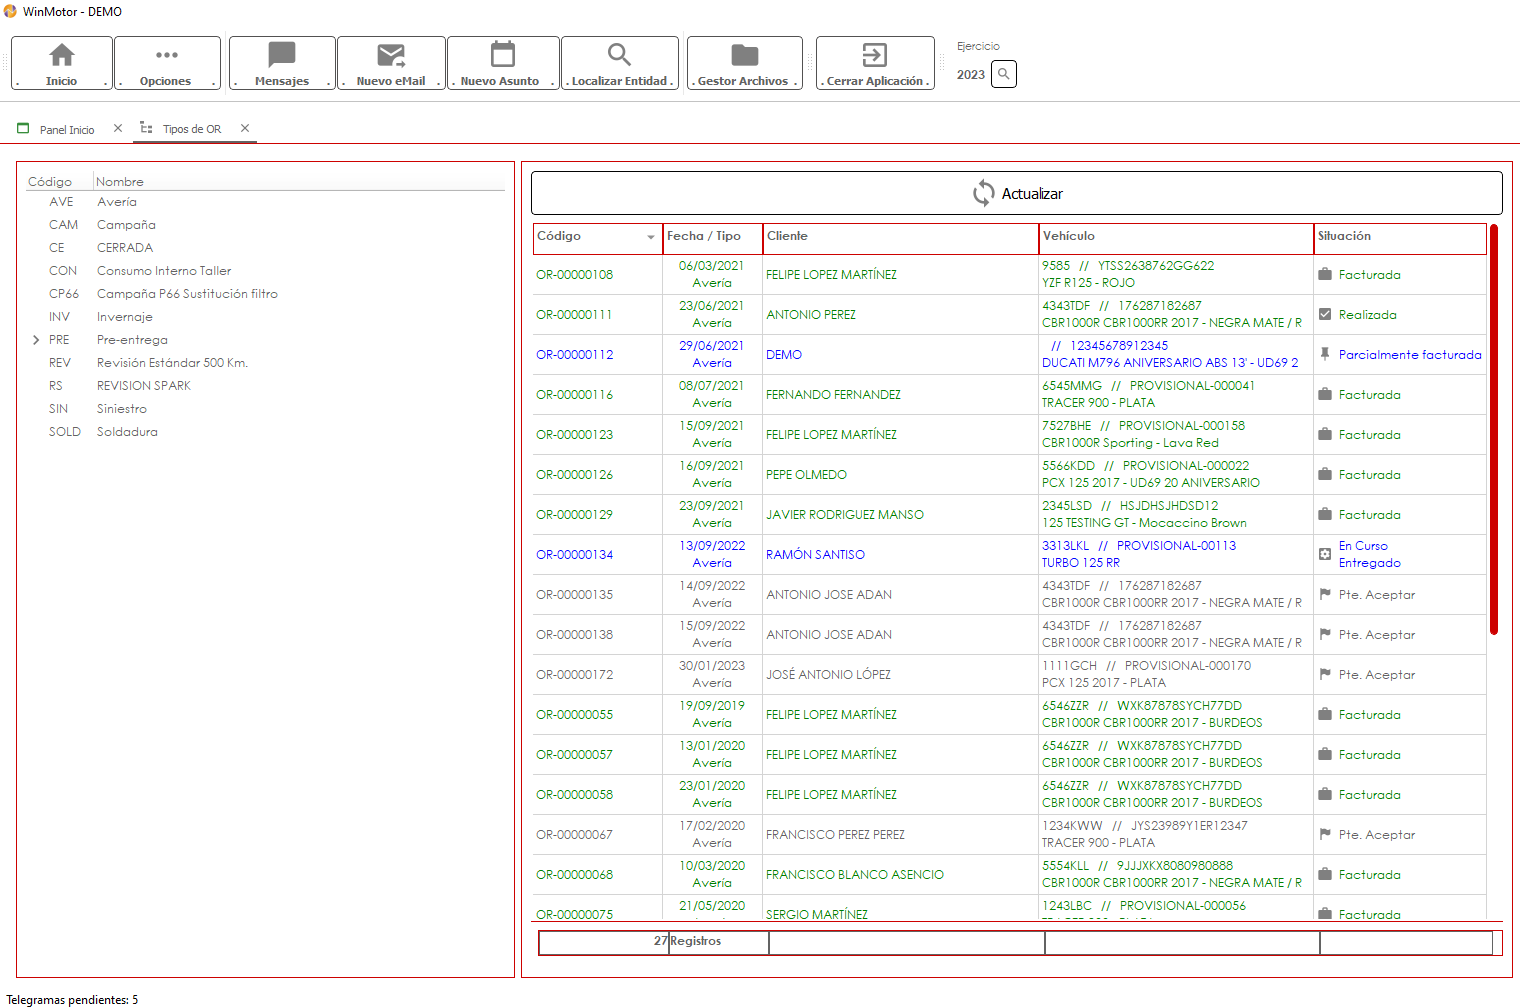 WinMotor - DEMO
. Inicio .
. Opciones .
. Mensajes .
. Nuevo eMail .
. Nuevo Asunto .
. Localizar Entidad .
. Gestor Archivos .
. Cerrar Aplicación .
Ejercicio
2023
Panel Inicio
Tipos de OR
Código Nombre
AVE Avería
CAM Campaña
CE CERRADA
CON Consumo Interno Taller
CP66 Campaña P66 Sustitución filtro
INV Invernaje
PRE Pre-entrega
REV Revisión Estándar 500 Km.
RS REVISION SPARK
SIN Siniestro
SOLD Soldadura
Actualizar
Código Fecha / Tipo Cliente Vehículo Situación
OR-00000108 06/03/2021 Avería FELIPE LOPEZ MARTÍNEZ 9585 // YTSS2638762GG622 YZF R125 - ROJO Facturada
OR-00000111 23/06/2021 Avería ANTONIO PEREZ 4343TDF // 176287182687 CBR1000R CBR1000RR 2017 - NEGRA MATE / R Realizada
OR-00000112 29/06/2021 Avería DEMO // 12345678912345 DUCATI M796 ANIVERSARIO ABS 13' - UD69 2 Parcialmente facturada
OR-00000116 08/07/2021 Avería FERNANDO FERNANDEZ 6545MMG // PROVISIONAL-000041 TRACER 900 - PLATA Facturada
OR-00000123 15/09/2021 Avería FELIPE LOPEZ MARTÍNEZ 7527BHE // PROVISIONAL-000158 CBR1000R Sporting - Lava Red Facturada
OR-00000126 16/09/2021 Avería PEPE OLMEDO 5566KDD // PROVISIONAL-000022 PCX 125 2017 - UD69 20 ANIVERSARIO Facturada
OR-00000129 23/09/2021 Avería JAVIER RODRIGUEZ MANSO 2345LSD // HSJDHSJHDSD12 125 TESTING GT - Mocaccino Brown Facturada
OR-00000134 13/09/2022 Avería RAMÓN SANTISO 3313LKL // PROVISIONAL-00113 TURBO 125 RR En Curso Entregado
OR-00000135 14/09/2022 Avería ANTONIO JOSE ADAN 4343TDF // 176287182687 CBR1000R CBR1000RR 2017 - NEGRA MATE / R Pte. Aceptar
OR-00000138 15/09/2022 Avería ANTONIO JOSE ADAN 4343TDF // 176287182687 CBR1000R CBR1000RR 2017 - NEGRA MATE / R Pte. Aceptar
OR-00000172 30/01/2023 Avería JOSÉ ANTONIO LÓPEZ 1111GCH // PROVISIONAL-000170 PCX 125 2017 - PLATA Pte. Aceptar
OR-00000055 19/09/2019 Avería FELIPE LOPEZ MARTÍNEZ 6546ZZR // WXK87878SYCH77DD CBR1000R CBR1000RR 2017 - BURDEOS Facturada
OR-00000057 13/01/2020 Avería FELIPE LOPEZ MARTÍNEZ 6546ZZR // WXK87878SYCH77DD CBR1000R CBR1000RR 2017 - BURDEOS Facturada
OR-00000058 23/01/2020 Avería FELIPE LOPEZ MARTÍNEZ 6546ZZR // WXK87878SYCH77DD CBR1000R CBR1000RR 2017 - BURDEOS Facturada
OR-00000067 17/02/2020 Avería FRANCISCO PEREZ PEREZ 1234KWW // JYS23989Y1ER12347 TRACER 900 - PLATA Pte. Aceptar
OR-00000068 10/03/2020 Avería FRANCISCO BLANCO ASENCIO 5554KLL // 9JJJXKX8080980888 CBR1000R CBR1000RR 2017 - NEGRA MATE / R Facturada
OR-00000075 21/05/2020 SERGIO MARTÍNEZ 1243LBC // PROVISIONAL-000056 Facturada
27 Registros
Telegramas pendientes: 5